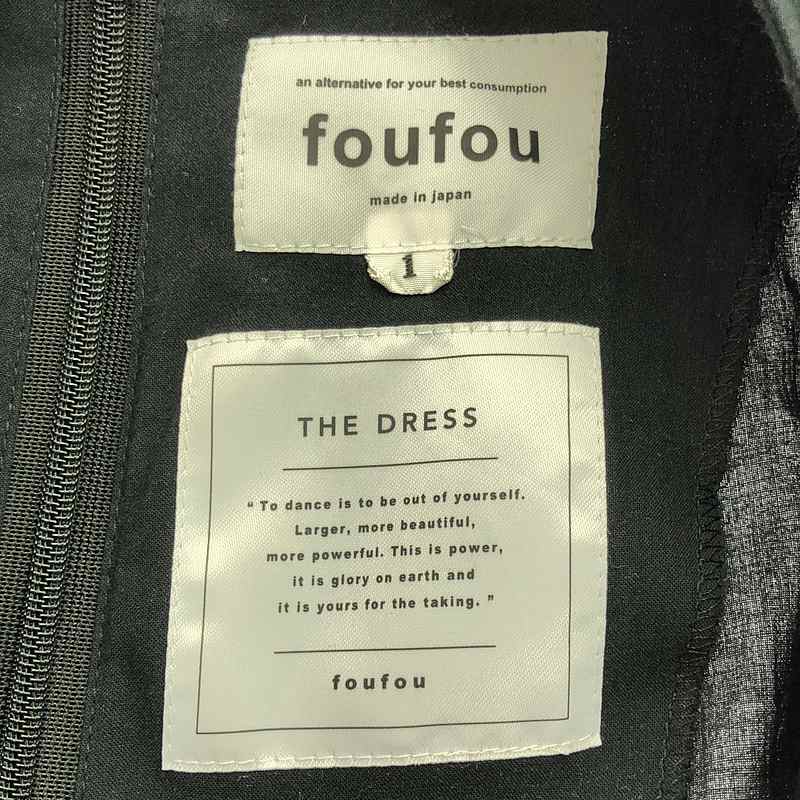 an alternative for your best consumption
foufou
made in japan
1
THE DRESS
“ To dance is to be out of yourself.
Larger, more beautiful,
more powerful. This is power,
it is glory on earth and
it is yours for the taking. ”
foufou